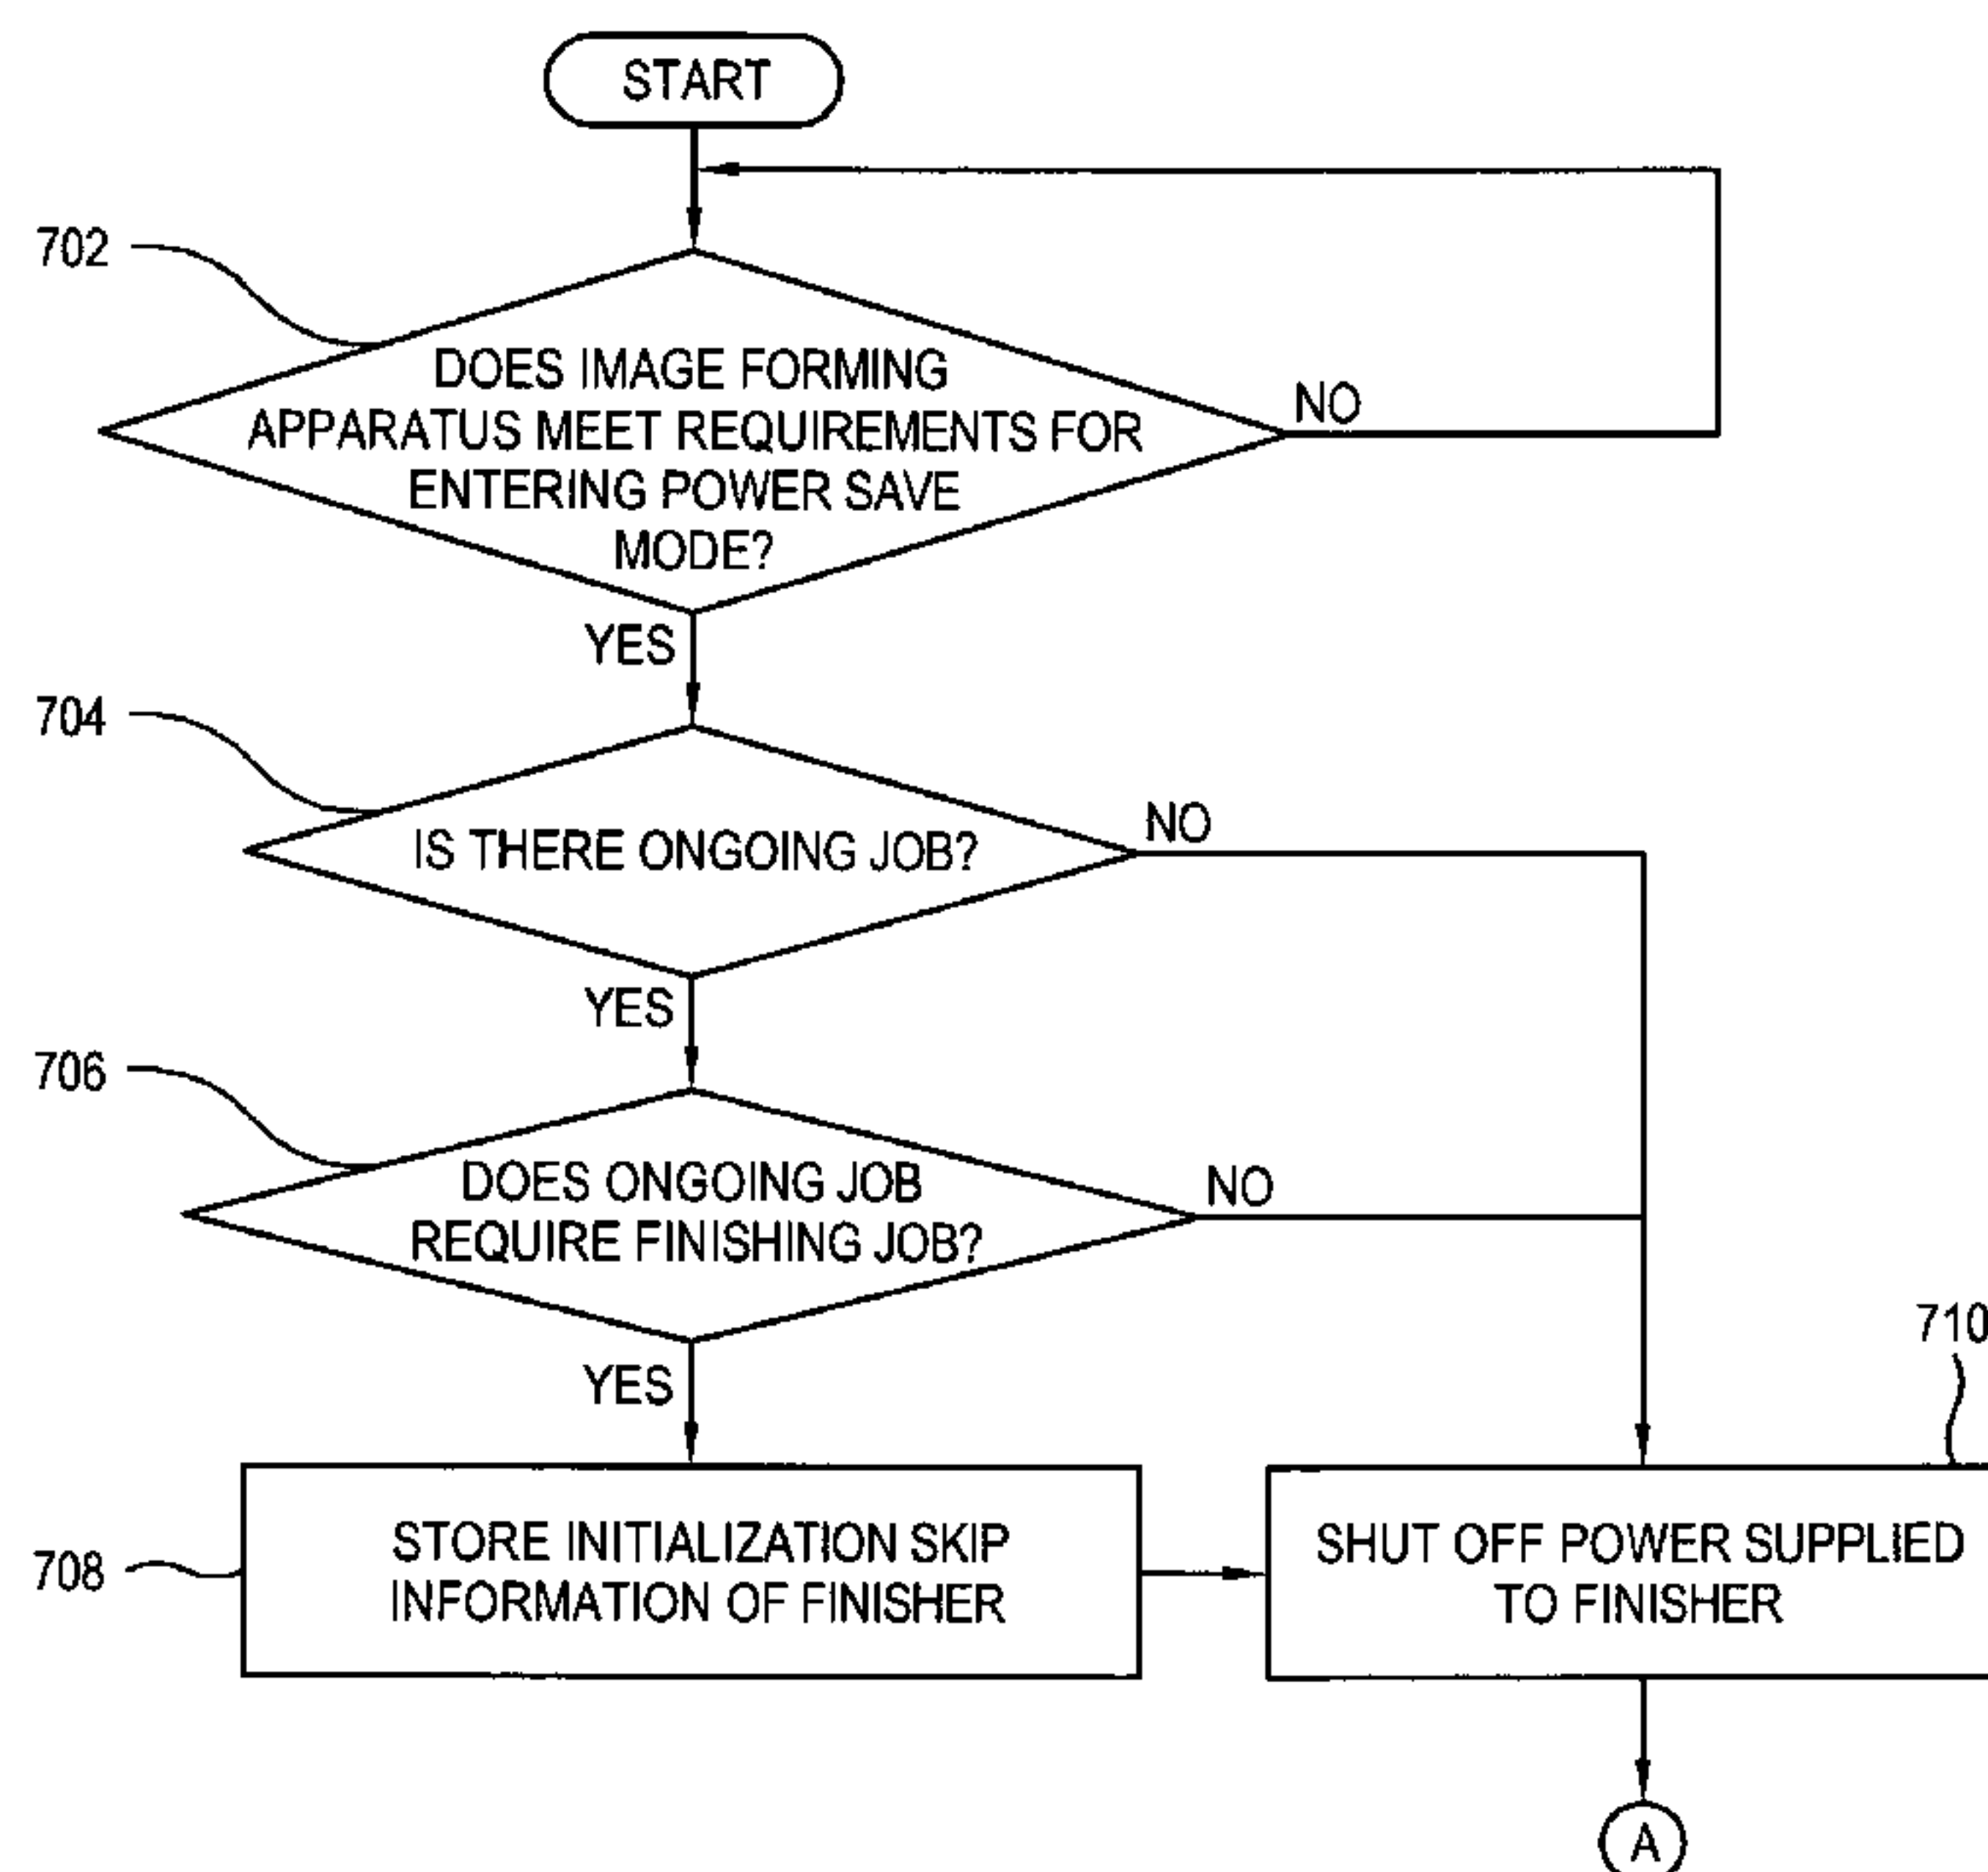 START
702
DOES IMAGE FORMING
APPARATUS MEET REQUIREMENTS FOR
ENTERING POWER SAVE
MODE?
NO
YES
704
IS THERE ONGOING JOB?
NO
YES
706
DOES ONGOING JOB
REQUIRE FINISHING JOB?
NO
YES
710
708
STORE INITIALIZATION SKIP
INFORMATION OF FINISHER
SHUT OFF POWER SUPPLIED
TO FINISHER
A